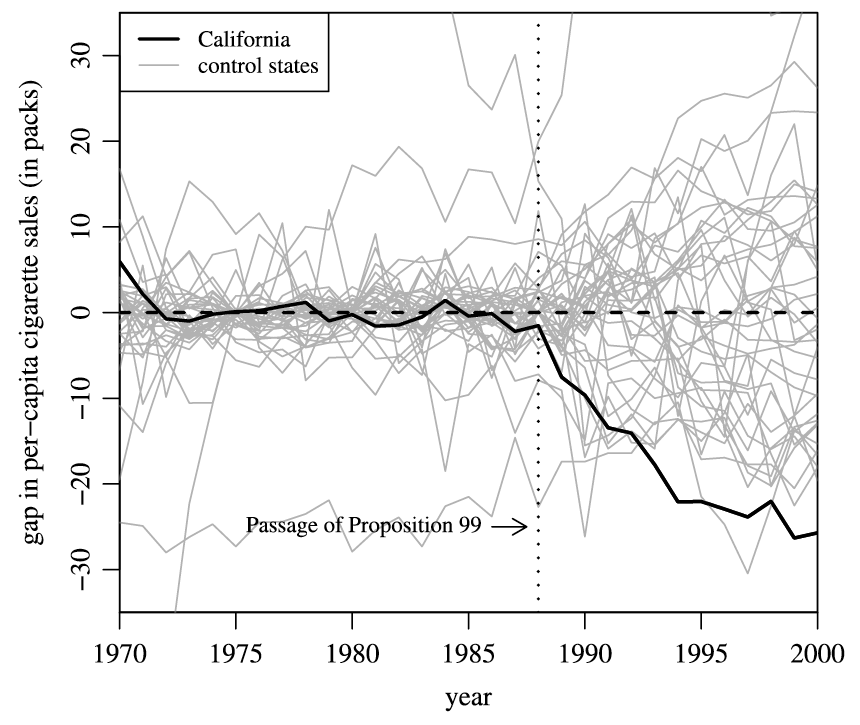 California
control states
gap in per−capita cigarette sales (in packs)
30
20
10
0
−10
−20
−30
Passage of Proposition 99
1970 1975 1980 1985 1990 1995 2000
year